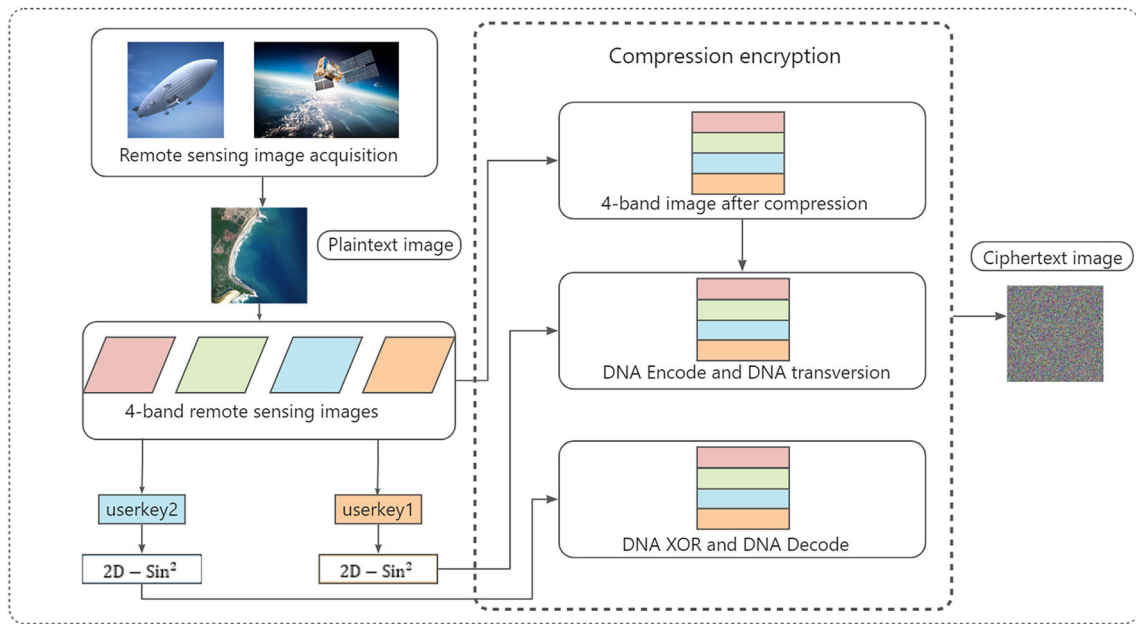 Remote sensing image acquisition
Plaintext image
4-band remote sensing images
userkey2
userkey1
2D − Sin²
2D − Sin²
Compression encryption
4-band image after compression
DNA Encode and DNA transversion
DNA XOR and DNA Decode
Ciphertext image